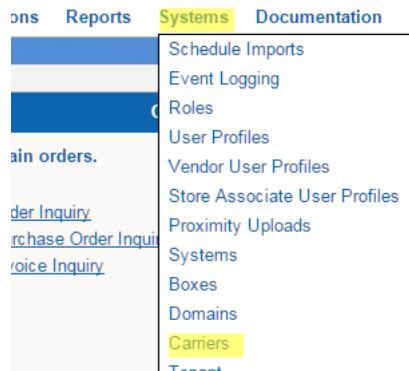 ons Reports Systems Documentation
Schedule Imports
Event Logging
Roles
User Profiles
ain orders.
Vendor User Profiles
Store Associate User Profiles
der Inquiry
Proximity Uploads
rchase Order Inqui
Systems
voice Inquiry
Boxes
Domains
Carriers
Tenant